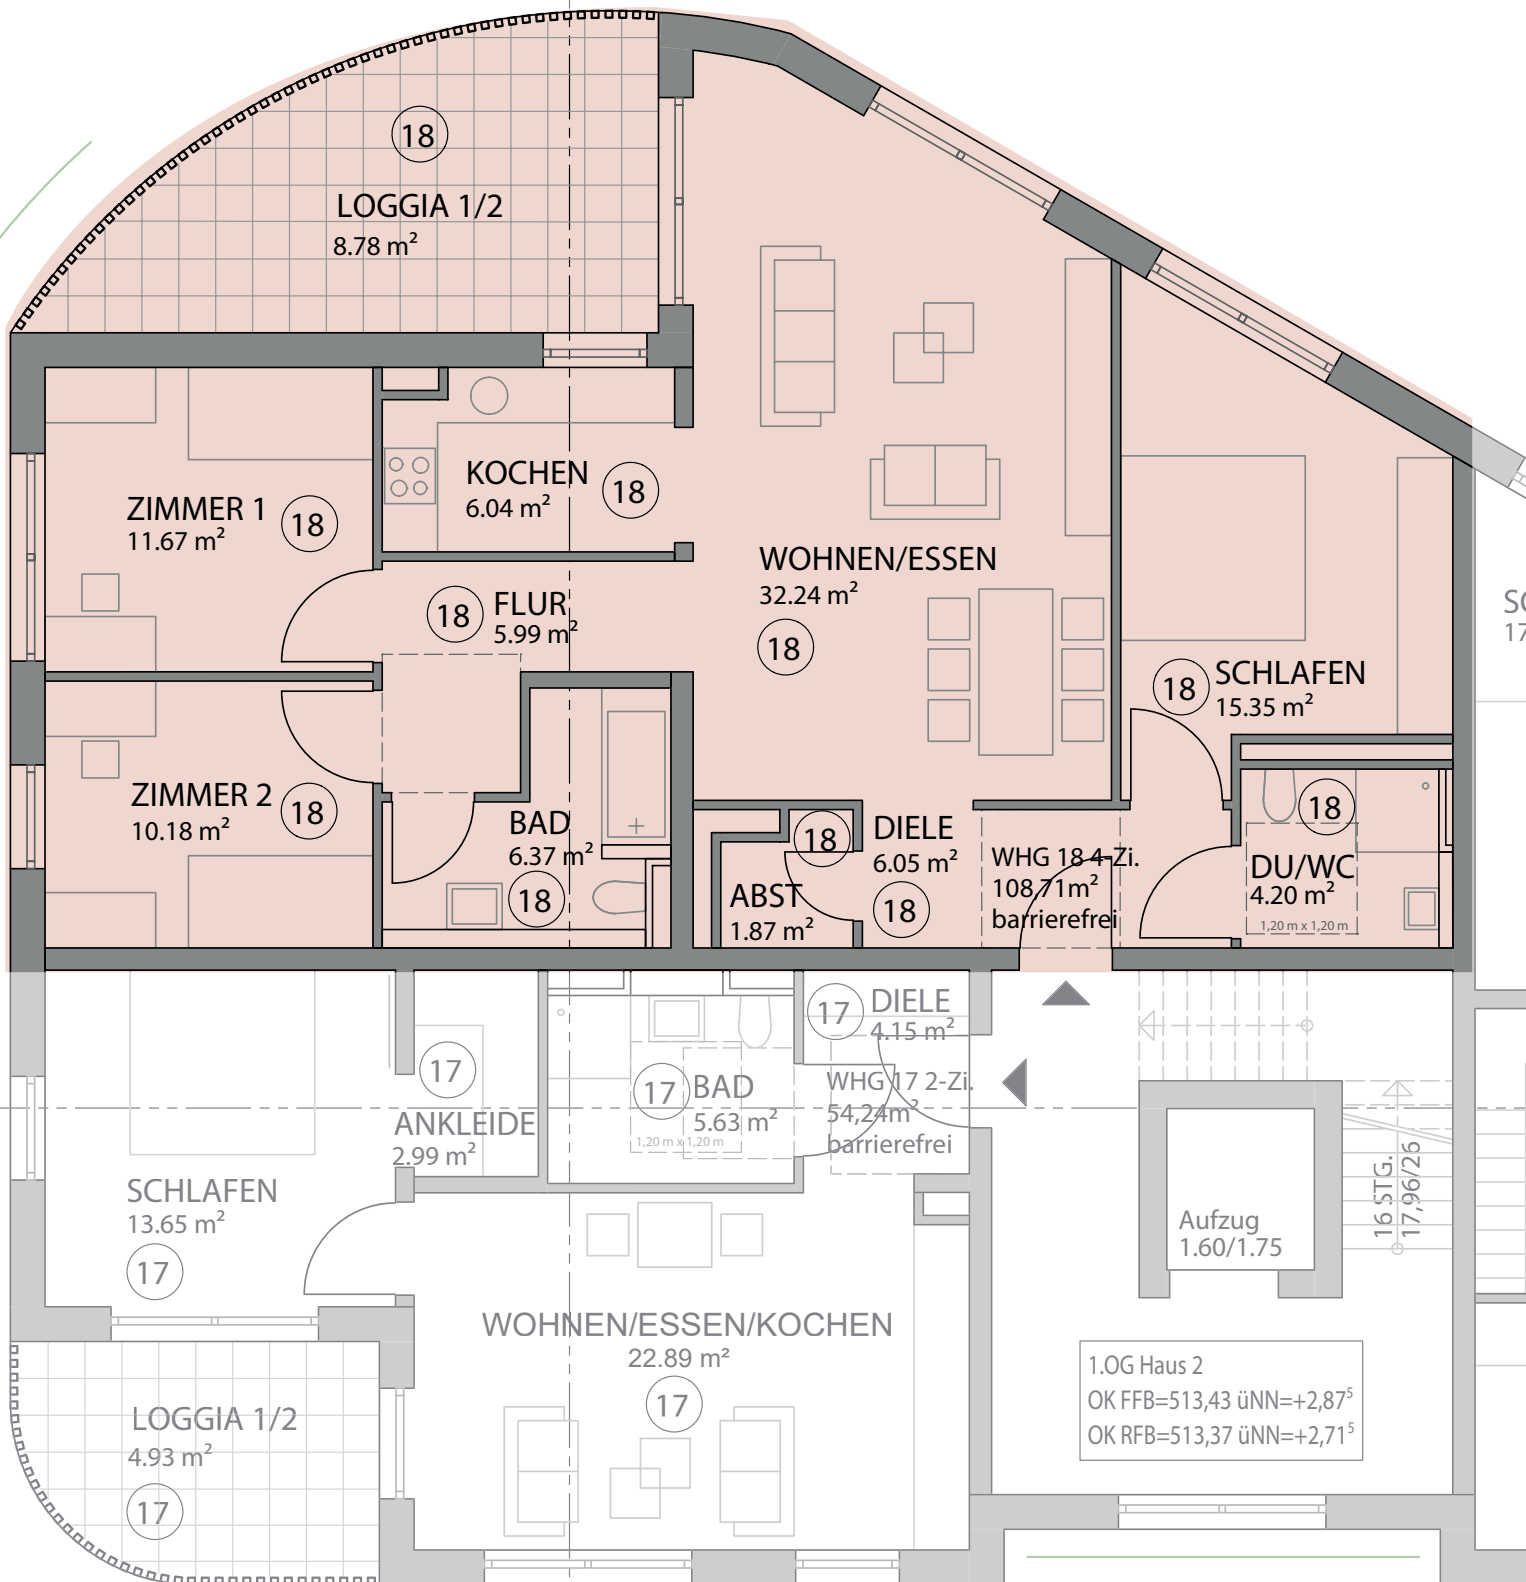 18
LOGGIA 1/2
8.78 m²
ZIMMER 1
11.67 m²
18
KOCHEN
6.04 m²
18
18
FLUR
5.99 m²
WOHNEN/ESSEN
32.24 m²
18
18
SCHLAFEN
15.35 m²
ZIMMER 2
10.18 m²
18
BAD
6.37 m²
18
18
ABST
1.87 m²
DIELE
6.05 m²
18
WHG 18 4-Zi.
108,71m²
barrierefrei
18
DU/WC
4.20 m²
1,20 m x 1,20 m
17
ANKLEIDE
2.99 m²
17
BAD
5.63 m²
1,20 m x 1,20 m
17
DIELE
4.15 m²
WHG 17 2-Zi.
54,24m²
barrierefrei
SCHLAFEN
13.65 m²
17
Aufzug
1.60/1.75
16 STG.
17,96/26
WOHNEN/ESSEN/KOCHEN
22.89 m²
17
LOGGIA 1/2
4.93 m²
17
1.OG Haus 2
OK FFB=513,43 üNN=+2,87⁵
OK RFB=513,37 üNN=+2,71⁵